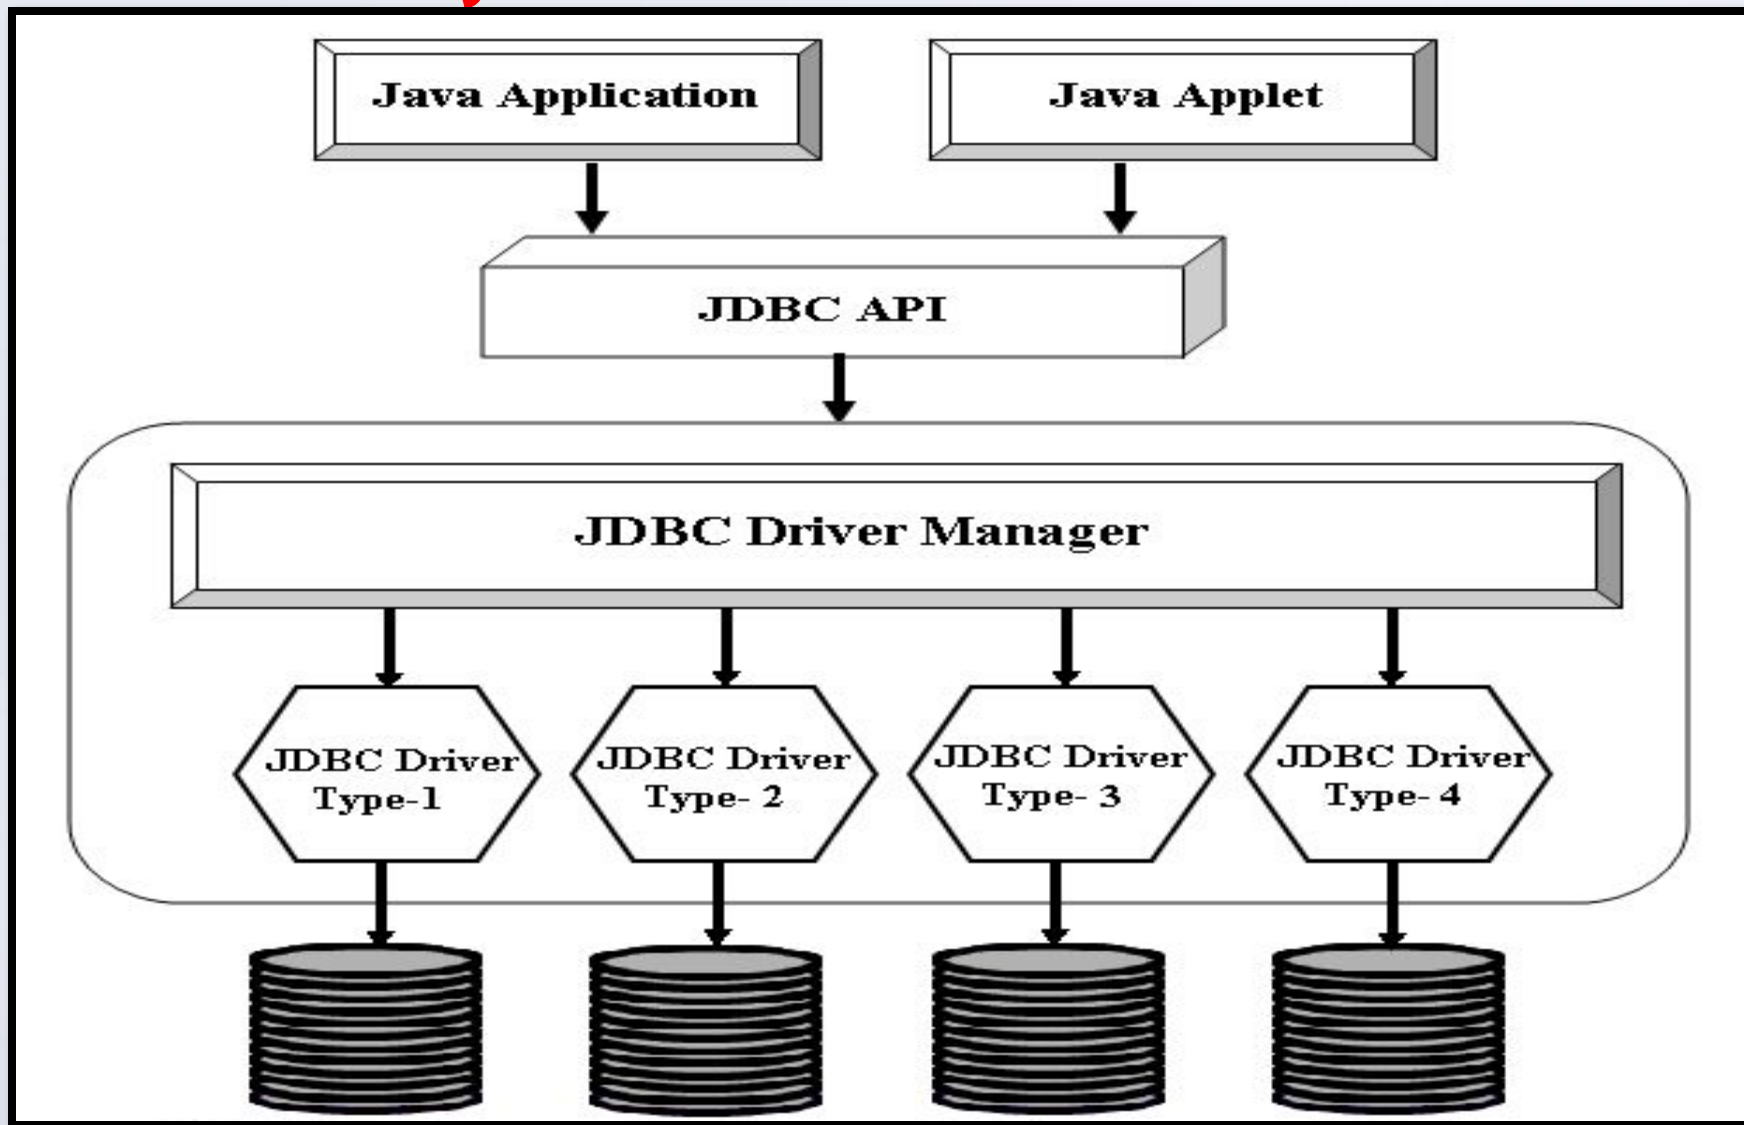 Java Application
Java Applet
JDBC API
JDBC Driver Manager
JDBC Driver
Type-1
JDBC Driver
Type- 2
JDBC Driver
Type- 3
JDBC Driver
Type- 4